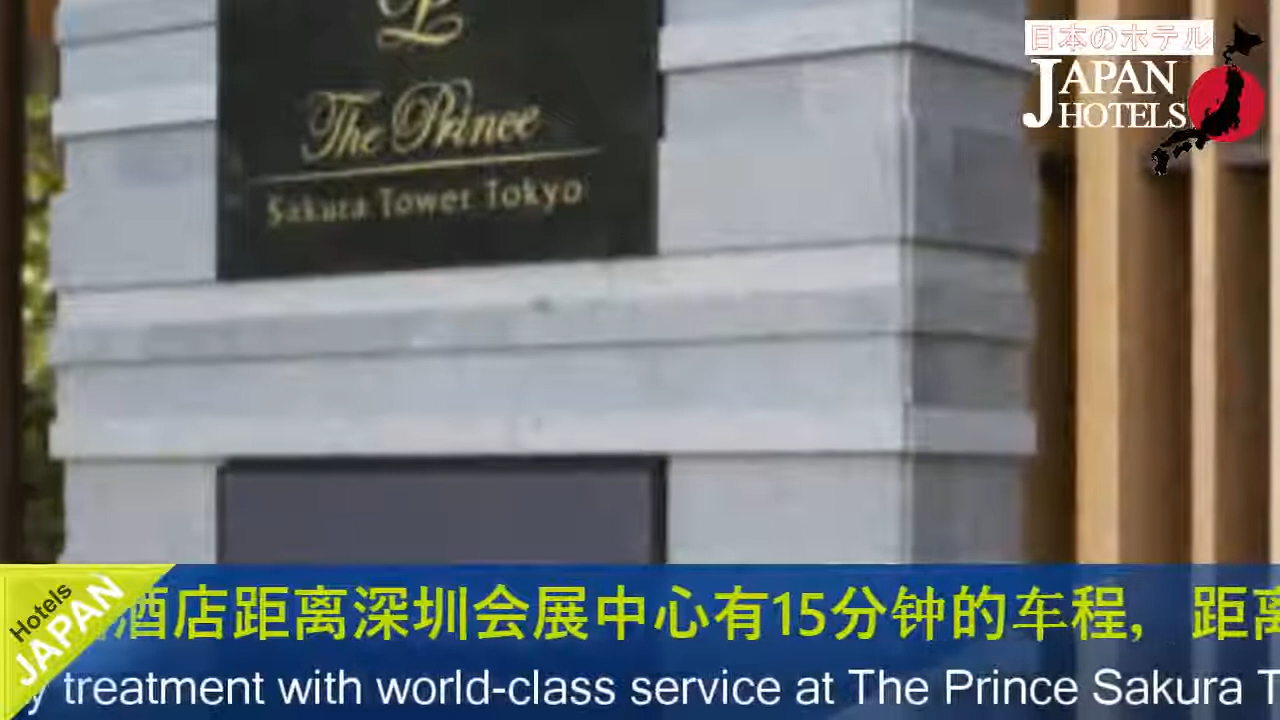 The Prince
Sakura Tower Tokyo
日本のホテル
JAPAN
HOTELS
Hotels
JAPAN
酒店距离深圳会展中心有15分钟的车程，距离
treatment with world-class service at The Prince Sakura T